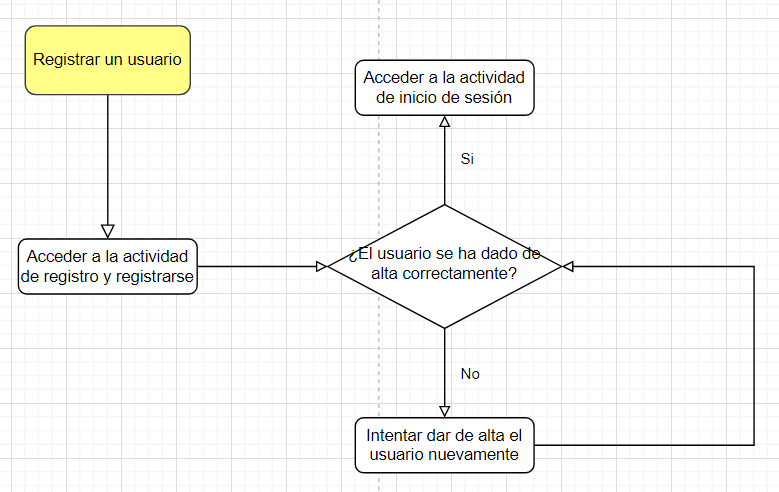 Registrar un usuario
Acceder a la actividad
de inicio de sesión
Si
Acceder a la actividad
de registro y registrarse
¿El usuario se ha dado de
alta correctamente?
No
Intentar dar de alta el
usuario nuevamente